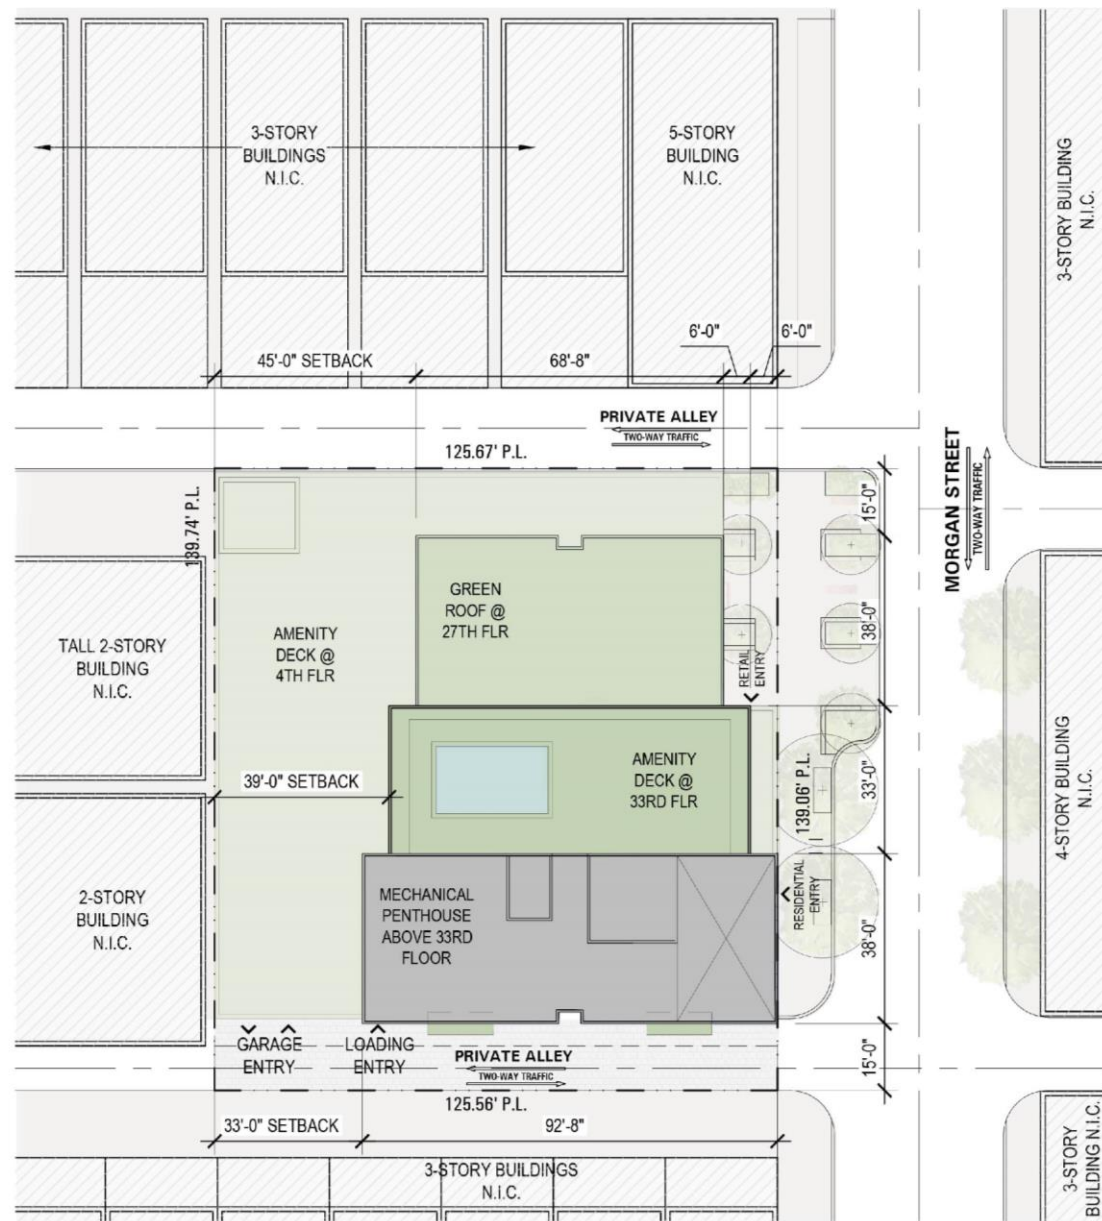 3-STORY
BUILDINGS
N.I.C.
5-STORY
BUILDING
N.I.C.
3-STORY BUILDING
N.I.C.
6'-0"
6'-0"
45'-0" SETBACK
68'-8"
PRIVATE ALLEY
TWO-WAY TRAFFIC
125.67' P.L.
139.74' P.L.
15'-0"
MORGAN STREET
TWO-WAY TRAFFIC
GREEN
ROOF @
27TH FLR
38'-0"
AMENITY
DECK @
4TH FLR
TALL 2-STORY
BUILDING
N.I.C.
RETAIL
ENTRY
AMENITY
DECK @
33RD FLR
39'-0" SETBACK
139.06' P.L.
33'-0"
4-STORY BUILDING
N.I.C.
2-STORY
BUILDING
N.I.C.
MECHANICAL
PENTHOUSE
ABOVE 33RD
FLOOR
RESIDENTIAL
ENTRY
38'-0"
GARAGE
ENTRY
LOADING
ENTRY
PRIVATE ALLEY
TWO-WAY TRAFFIC
15'-0"
125.56' P.L.
33'-0" SETBACK
92'-8"
3-STORY BUILDINGS
N.I.C.
3-STORY
BUILDING N.I.C.